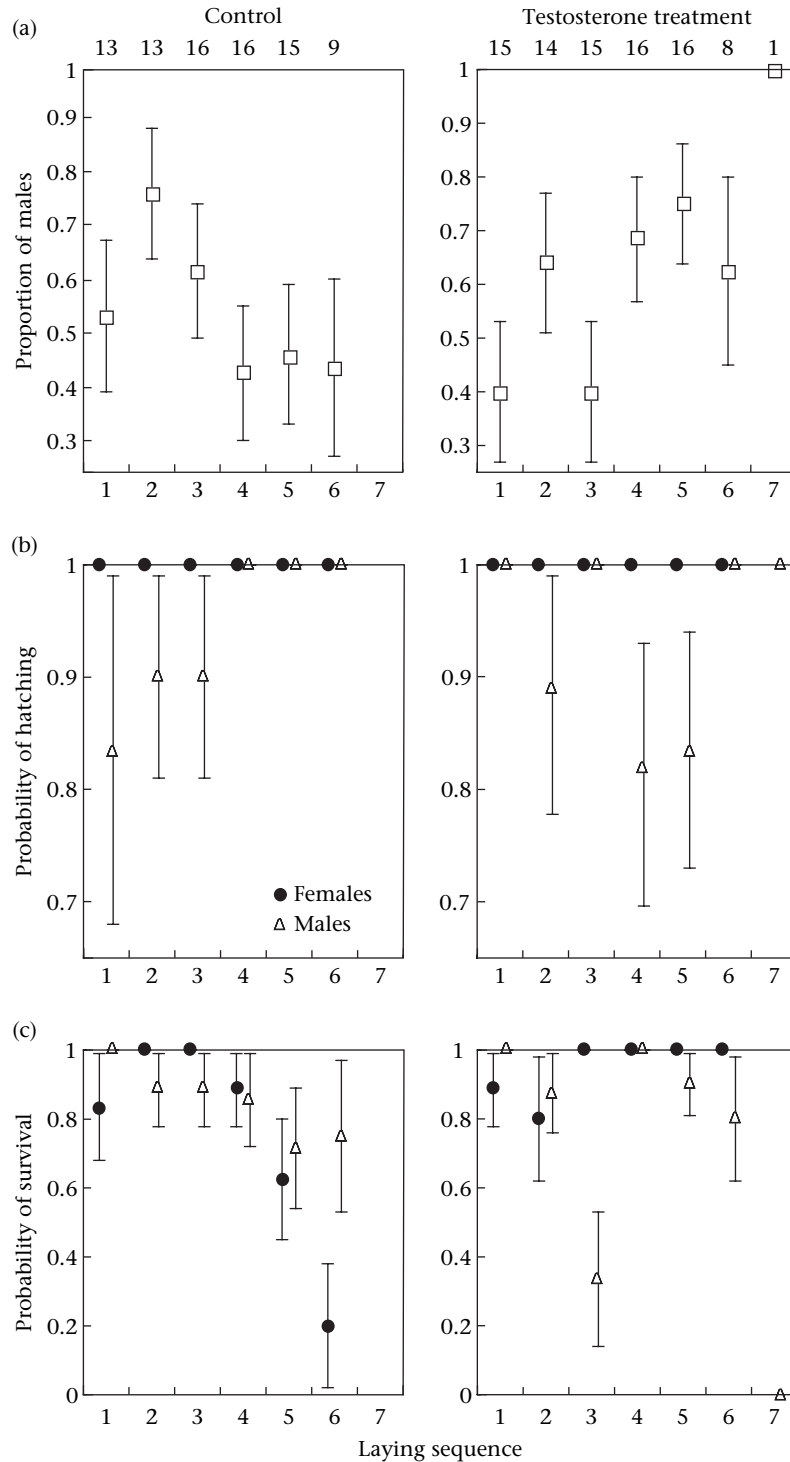 (a)
Control
13 13 16 16 15 9
Testosterone treatment
15 14 15 16 16 8 1
Proportion of males
1
0.9
0.8
0.7
0.6
0.5
0.4
0.3
1 2 3 4 5 6 7
1
0.9
0.8
0.7
0.6
0.5
0.4
0.3
1 2 3 4 5 6 7
(b)
Probability of hatching
1
0.9
0.8
0.7
Females
Males
1 2 3 4 5 6 7
1
0.9
0.8
0.7
1 2 3 4 5 6 7
(c)
Probability of survival
1
0.8
0.6
0.4
0.2
0
1 2 3 4 5 6 7
1
0.8
0.6
0.4
0.2
0
1 2 3 4 5 6 7
Laying sequence